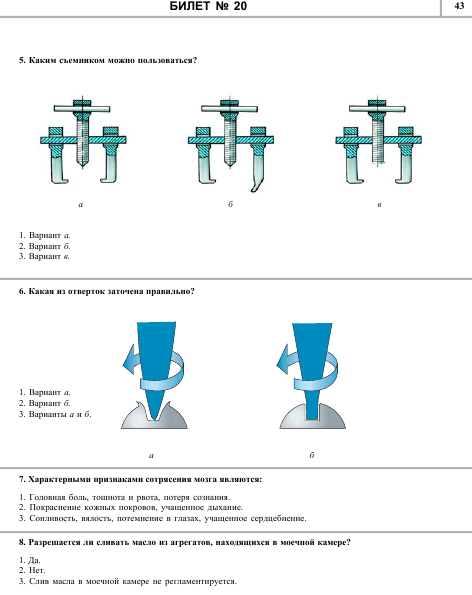 БИЛЕТ № 20
43
5. Каким съемником можно пользоваться?
а
б
в
1. Вариант а.
2. Вариант б.
3. Вариант в.
6. Какая из отверток заточена правильно?
1. Вариант а.
2. Вариант б.
3. Варианты а и б.
а
б
7. Характерными признаками сотрясения мозга являются:
1. Головная боль, тошнота и рвота, потеря сознания.
2. Покраснение кожных покровов, учащенное дыхание.
3. Сонливость, вялость, потемнение в глазах, учащенное сердцебиение.
8. Разрешается ли сливать масло из агрегатов, находящихся в моечной камере?
1. Да.
2. Нет.
3. Слив масла в моечной камере не регламентируется.